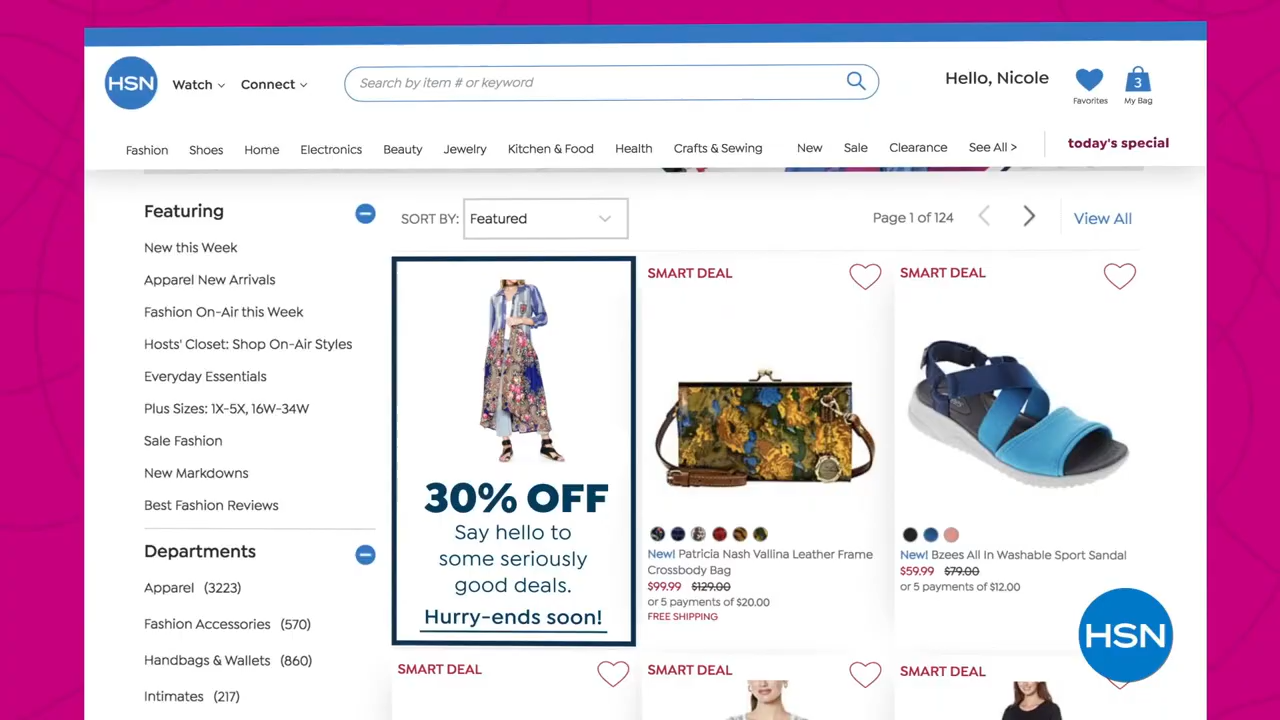 HSN
Watch
Connect
Search by item # or keyword
Hello, Nicole
Favorites
3
My Bag
Fashion
Shoes
Home
Electronics
Beauty
Jewelry
Kitchen & Food
Health
Crafts & Sewing
New
Sale
Clearance
See All >
today's special
Featuring
New this Week
Apparel New Arrivals
Fashion On-Air this Week
Hosts' Closet: Shop On-Air Styles
Everyday Essentials
Plus Sizes: 1X-5X, 16W-34W
Sale Fashion
New Markdowns
Best Fashion Reviews
Departments
Apparel (3223)
Fashion Accessories (570)
Handbags & Wallets (860)
Intimates (217)
SORT BY: Featured
Page 1 of 124
View All
30% OFF
Say hello to
some seriously
good deals.
Hurry-ends soon!
SMART DEAL
New! Patricia Nash Vallina Leather Frame
Crossbody Bag
$99.99 $129.00
or 5 payments of $20.00
FREE SHIPPING
SMART DEAL
New! Bzees All In Washable Sport Sandal
$59.99 $79.00
or 5 payments of $12.00
SMART DEAL
SMART DEAL
SMART DEAL
HSN